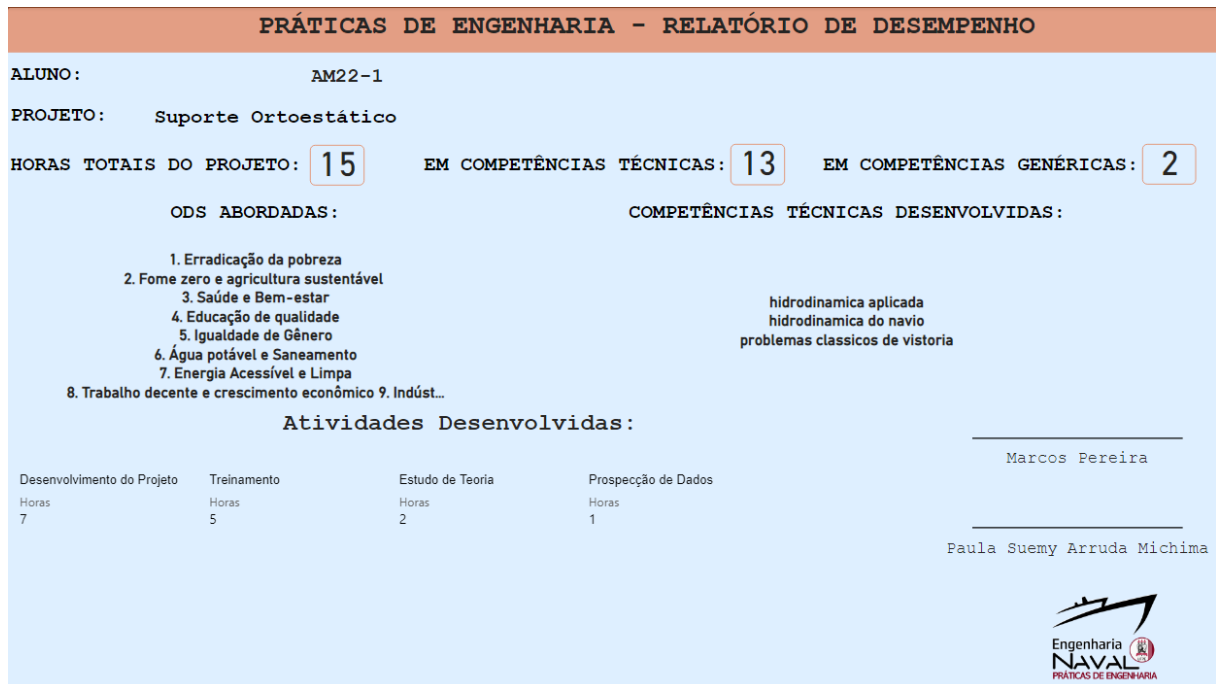 PRÁTICAS DE ENGENHARIA - RELATÓRIO DE DESEMPENHO
ALUNO: AM22-1
PROJETO: Suporte Ortoestático
HORAS TOTAIS DO PROJETO: 15 EM COMPETÊNCIAS TÉCNICAS: 13 EM COMPETÊNCIAS GENÉRICAS: 2
ODS ABORDADAS:
1. Erradicação da pobreza
2. Fome zero e agricultura sustentável
3. Saúde e Bem-estar
4. Educação de qualidade
5. Igualdade de Gênero
6. Água potável e Saneamento
7. Energia Acessível e Limpa
8. Trabalho decente e crescimento econômico 9. Indúst...
COMPETÊNCIAS TÉCNICAS DESENVOLVIDAS:
hidrodinamica aplicada
hidrodinamica do navio
problemas classicos de vistoria
Atividades Desenvolvidas:
Desenvolvimento do Projeto Treinamento Estudo de Teoria Prospecção de Dados
Horas Horas Horas Horas
7 5 2 1
Marcos Pereira
Paula Suemy Arruda Michima
Engenharia
NAVAL
PRÁTICAS DE ENGENHARIA